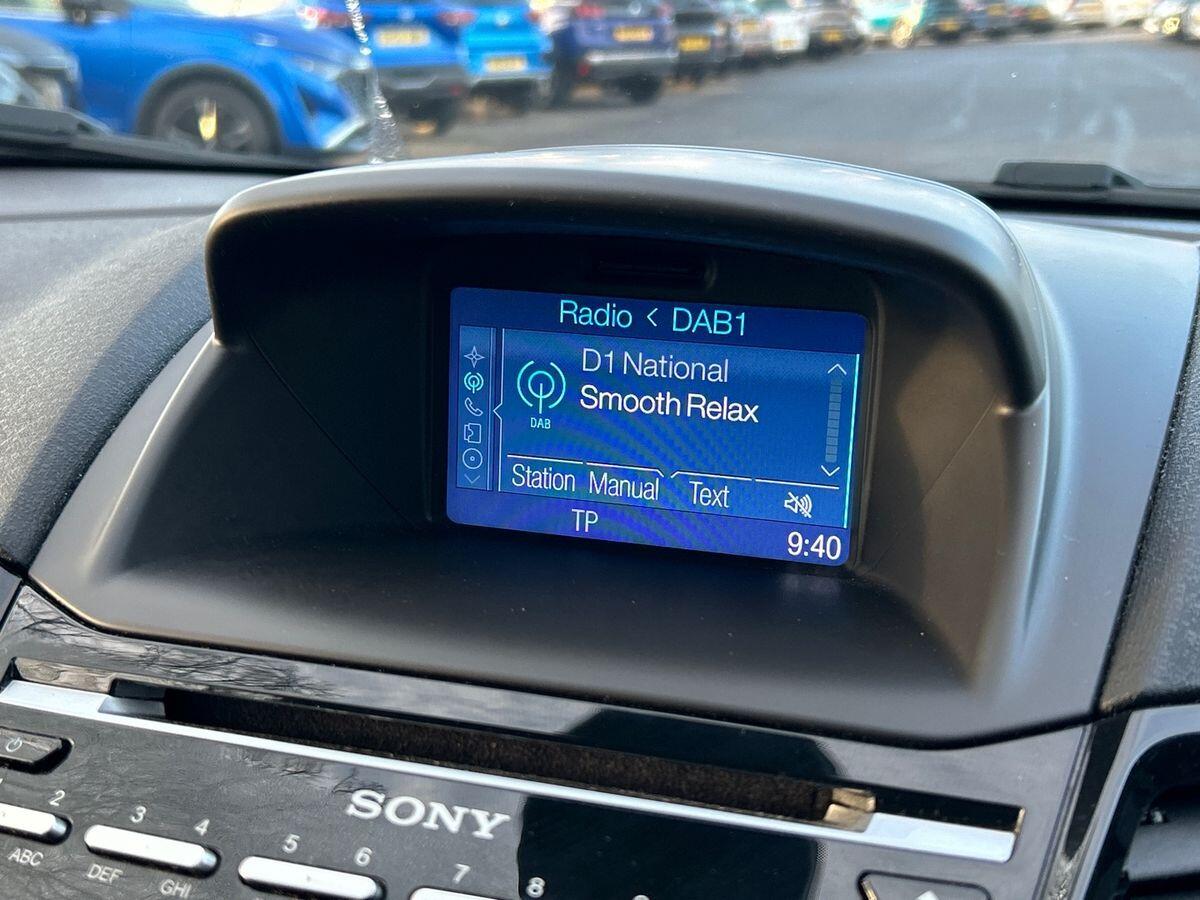 Radio < DAB1
D1 National
Smooth Relax
DAB
Station Manual Text
TP
9:40
SONY
2 3 4 5 6 7 8
ABC DEF GHI